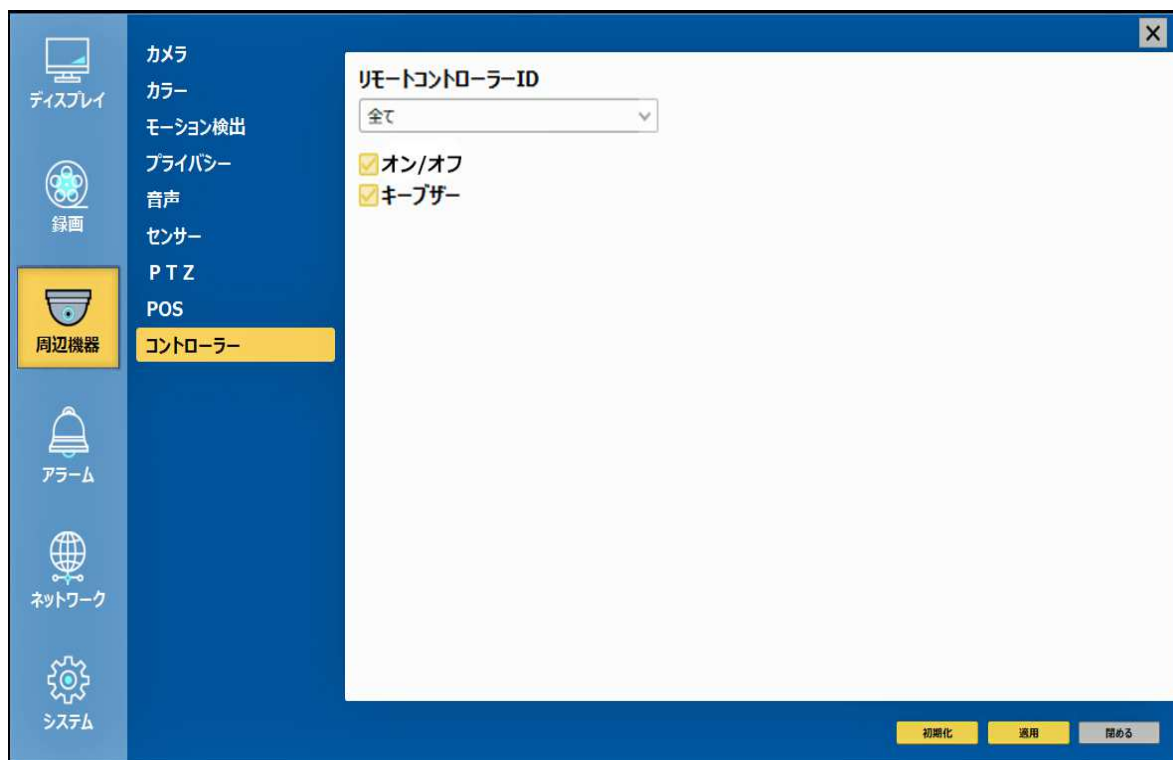 ディスプレイ
録画
周辺機器
アラーム
ネットワーク
システム
カメラ
カラー
モーション検出
プライバシー
音声
センサー
ＰＴＺ
POS
コントローラー
リモートコントローラーID
全て
オン/オフ
キーブザー
初期化
適用
閉める